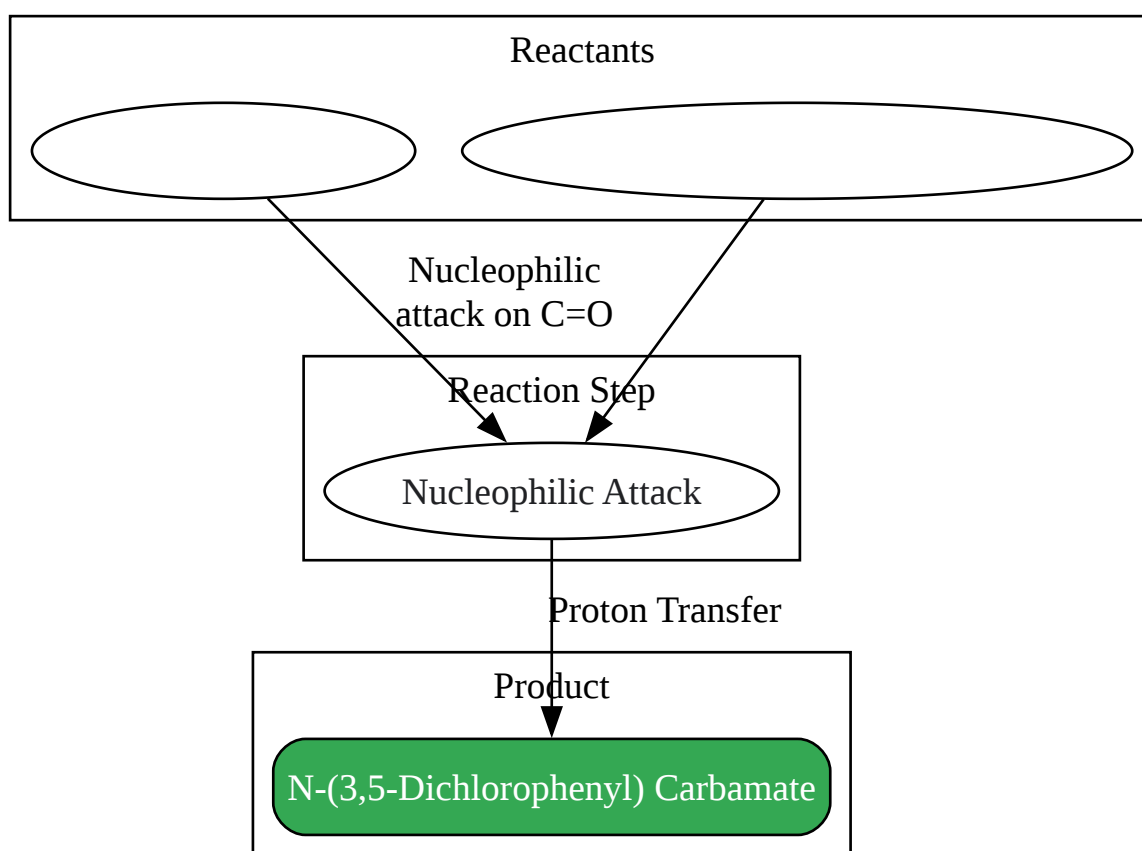 Reactants
Nucleophilic
attack on C=O
Reaction Step
Nucleophilic Attack
Proton Transfer
Product
N-(3,5-Dichlorophenyl) Carbamate